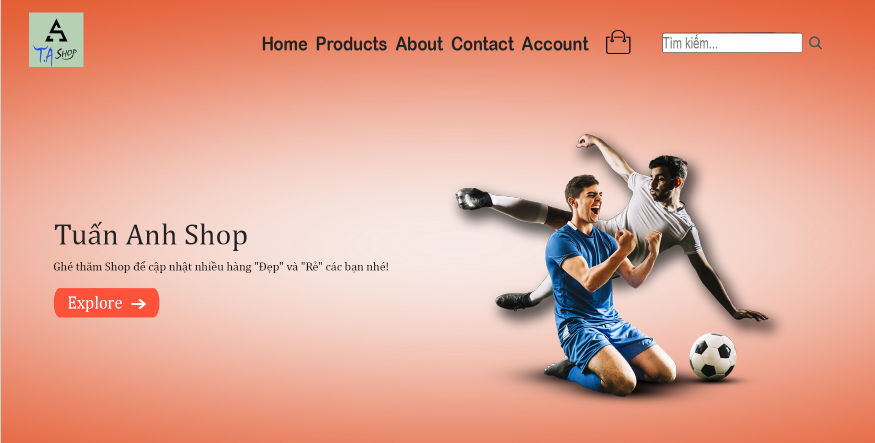 T.A SHOP
Home Products About Contact Account
Tìm kiếm...
Tuấn Anh Shop
Ghé thăm Shop để cập nhật nhiều hàng "Đẹp" và "Rẻ" các bạn nhé!
Explore →